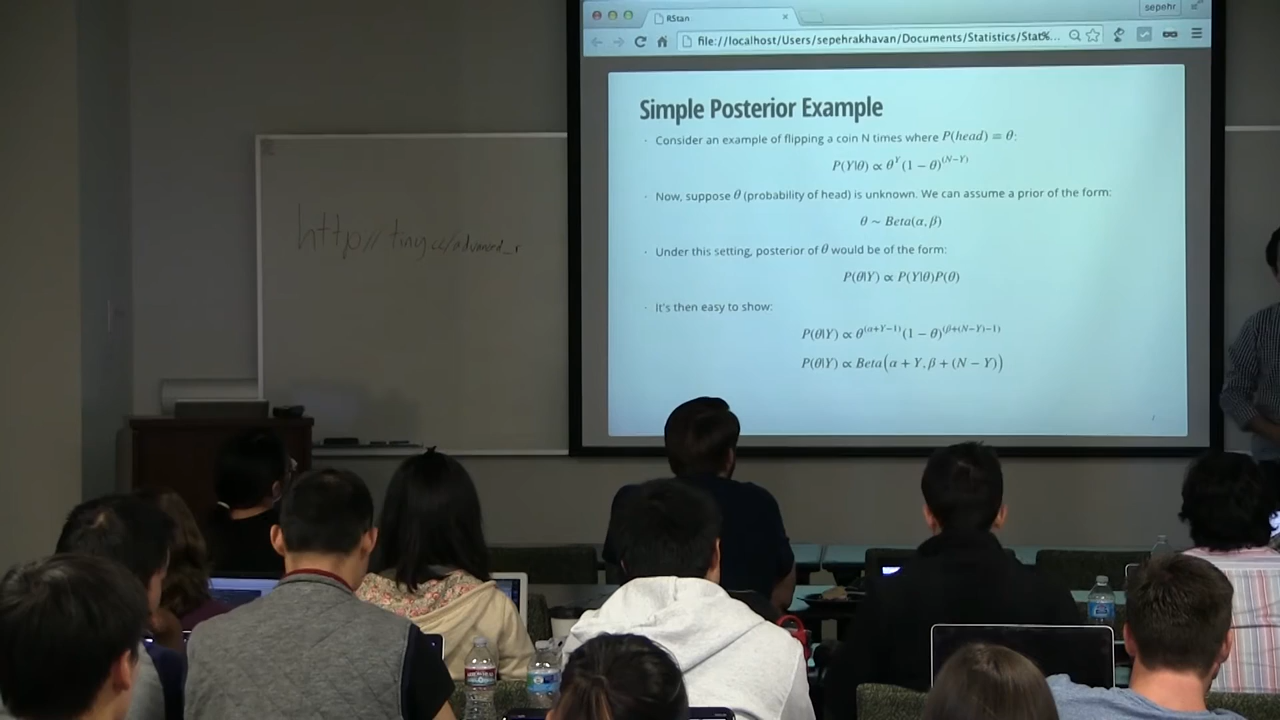 sepehr
RStan
file://localhost/Users/sepehrakhavan/Documents/Statistics/Stat%...
Simple Posterior Example
· Consider an example of flipping a coin N times where P(head) = θ:
P(Y|θ) ∝ θ^Y (1 − θ)^(N−Y)
· Now, suppose θ (probability of head) is unknown. We can assume a prior of the form:
θ ~ Beta(α, β)
· Under this setting, posterior of θ would be of the form:
P(θ|Y) ∝ P(Y|θ)P(θ)
· It's then easy to show:
P(θ|Y) ∝ θ^(α+Y−1) (1 − θ)^(β+(N−Y)−1)
P(θ|Y) ∝ Beta(α + Y, β + (N − Y))
http://tiny.cc/advanced_r